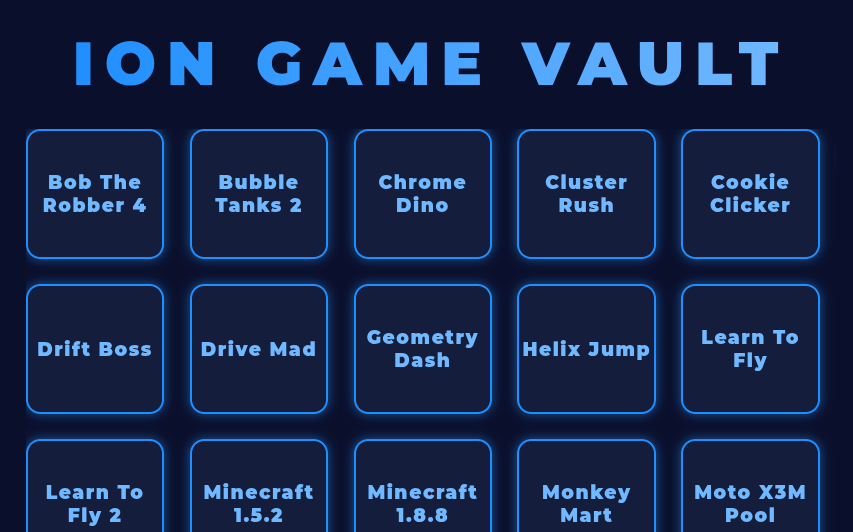 ION GAME VAULT
Bob The
Robber 4
Bubble
Tanks 2
Chrome
Dino
Cluster
Rush
Cookie
Clicker
Drift Boss
Drive Mad
Geometry
Dash
Helix Jump
Learn To
Fly
Learn To
Fly 2
Minecraft
1.5.2
Minecraft
1.8.8
Monkey
Mart
Moto X3M
Pool